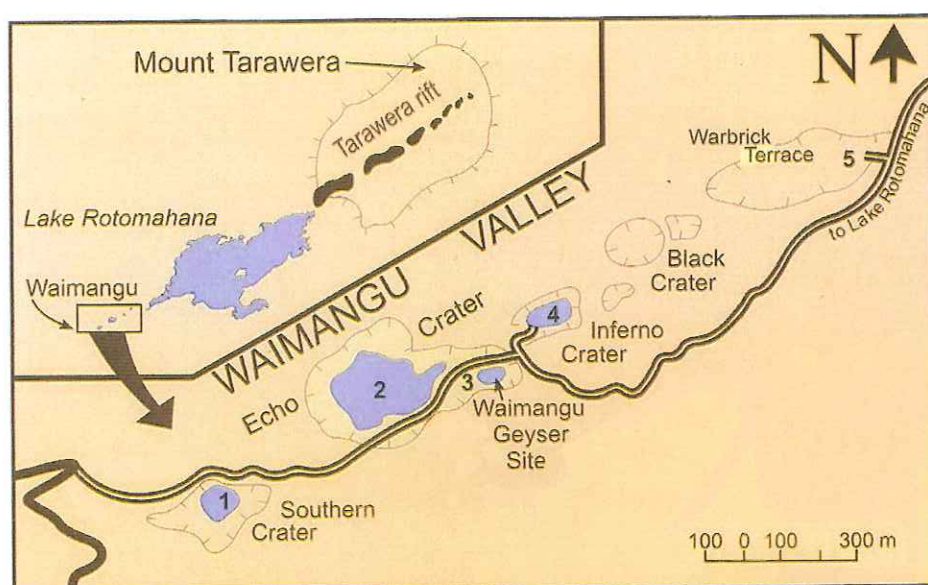 Mount Tarawera
Tarawera rift
Lake Rotomahana
Waimangu
N
Warbrick
Terrace
5
to Lake Rotomahana
WAIMANGU VALLEY
Black
Crater
Echo Crater
4
Inferno
Crater
2
3
Waimangu
Geyser
Site
1
Southern
Crater
100 0 100 300 m